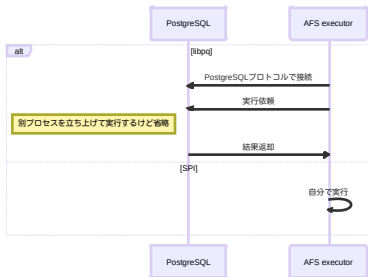 PostgreSQL
AFS executor
alt
[libpq]
PostgreSQLプロトコルで接続
実行依頼
別プロセスを立ち上げて実行するけど省略
結果返却
[SPI]
自分で実行
PostgreSQL
AFS executor